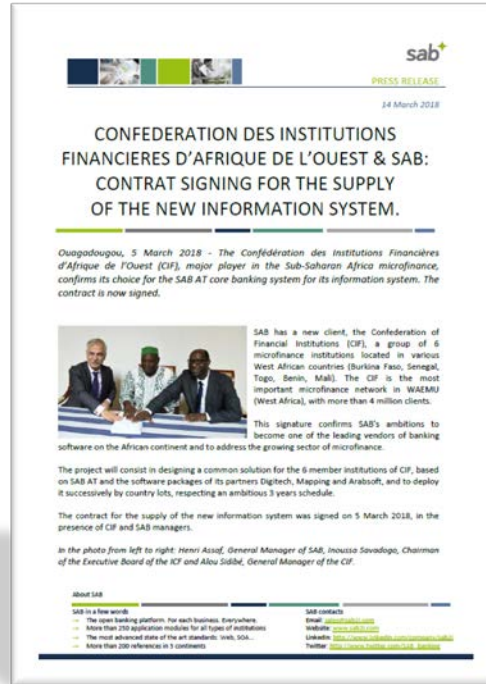 sab+
PRESS RELEASE
14 March 2018
CONFEDERATION DES INSTITUTIONS
FINANCIERES D'AFRIQUE DE L'OUEST & SAB:
CONTRAT SIGNING FOR THE SUPPLY
OF THE NEW INFORMATION SYSTEM.
Ouagadougou, 5 March 2018 - The Confédération des Institutions Financières
d'Afrique de l'Ouest (CIF), major player in the Sub-Saharan Africa microfinance,
confirms its choice for the SAB AT core banking system for its information system. The
contract is now signed.
SAB has a new client, the Confederation of
Financial Institutions (CIF), a group of 6
microfinance institutions located in various
West African countries (Burkina Faso, Senegal,
Togo, Benin, Mali). The CIF is the most
important microfinance network in WAEMU
(West Africa), with more than 4 million clients.
This signature confirms SAB's ambitions to
become one of the leading vendors of banking
software on the African continent and to address the growing sector of microfinance.
The project will consist in designing a common solution for the 6 member institutions of CIF, based
on SAB AT and the software packages of its partners Digitech, Mapping and Arabsoft, and to deploy
it successively by country lots, respecting an ambitious 3 years schedule.
The contract for the supply of the new information system was signed on 5 March 2018, in the
presence of CIF and SAB managers.
In the photo from left to right: Henri Assaf, General Manager of SAB, Inoussa Savadogo, Chairman
of the Executive Board of the ICF and Alou Sidibé, General Manager of the CIF.
About SAB
SAB in a few words
The open banking platform. For each business. Everywhere.
More than 250 application modules for all types of institutions
The most advanced state of the art standards: Web, SOA...
More than 200 references in 5 continents
SAB contacts
Email:
Website:
LinkedIn:
Twitter: